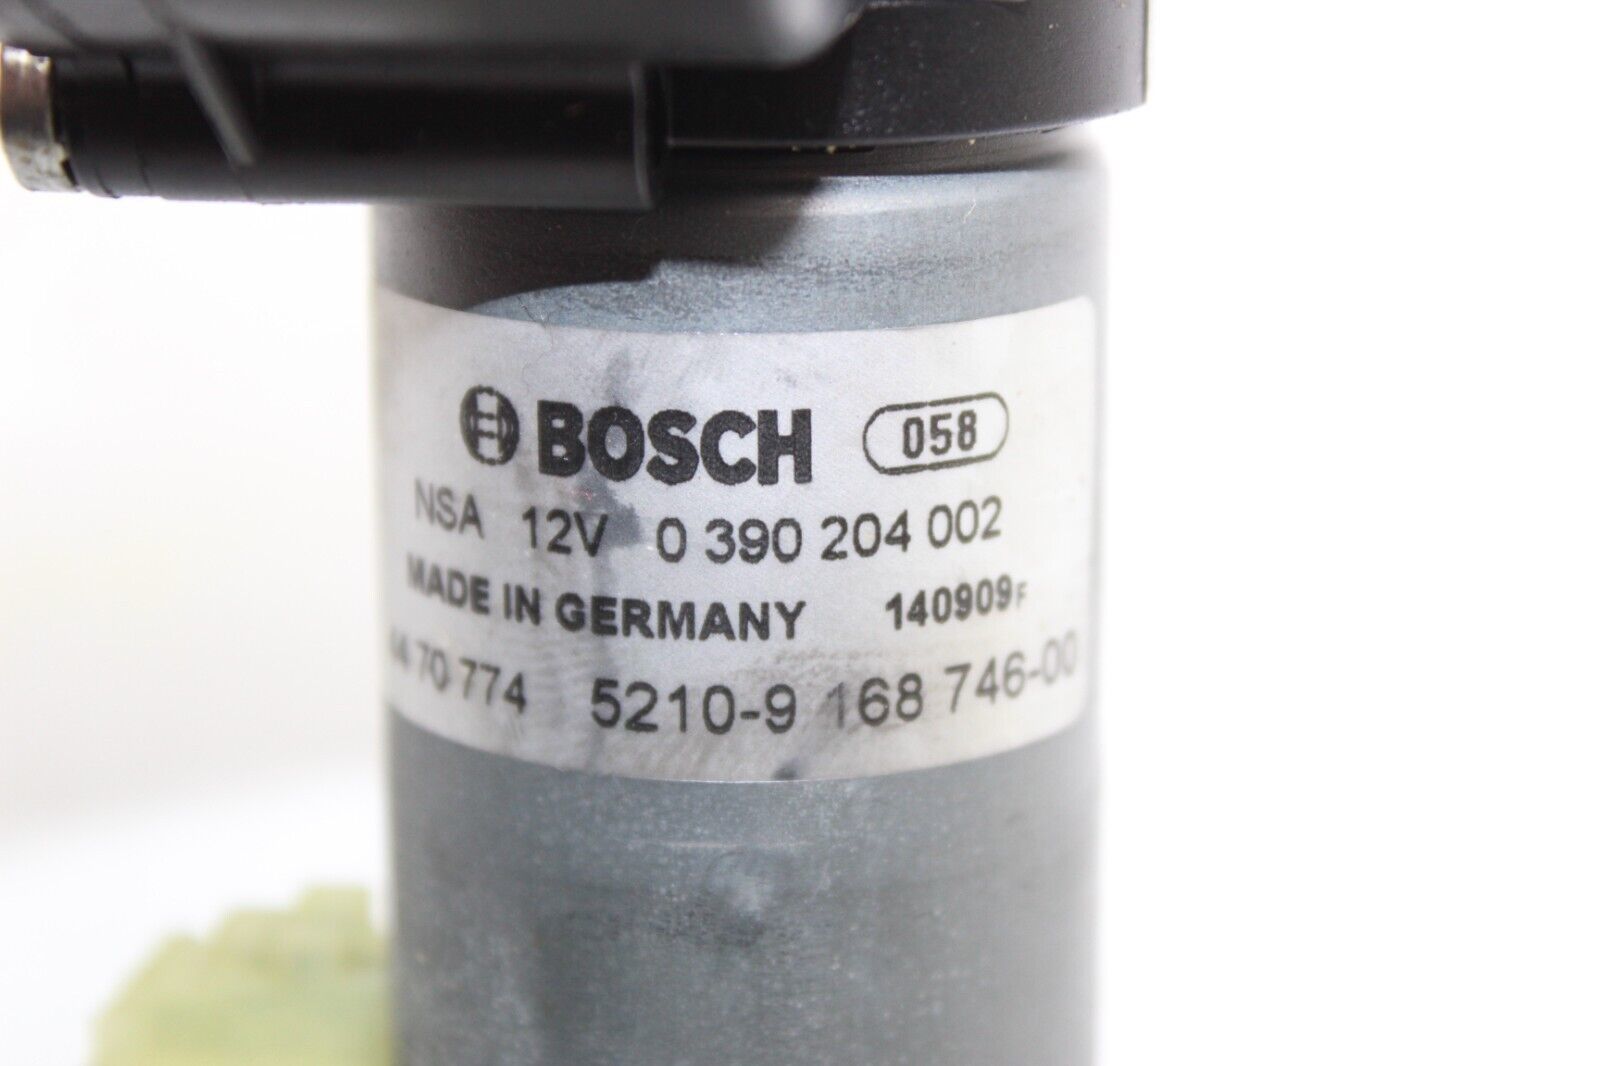 BOSCH 058
NSA 12V 0 390 204 002
MADE IN GERMANY 140909F
70 774 5210-9 168 746-00